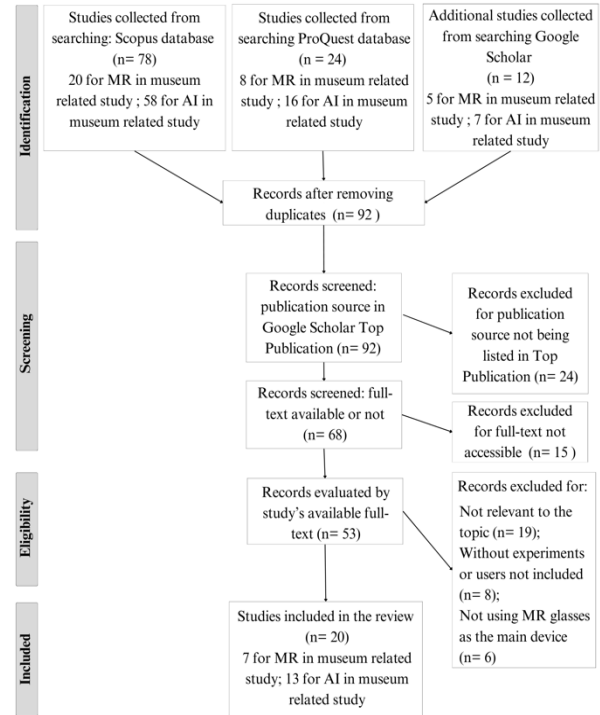 Identification
Studies collected from
searching: Scopus database
(n= 78)
20 for MR in museum
related study ; 58 for AI in
museum related study
Studies collected from
searching ProQuest database
(n= 24)
8 for MR in museum
related study ; 16 for AI in
museum related study
Additional studies collected
from searching Google
Scholar
(n = 12)
5 for MR in museum related
study ; 7 for AI in museum
related study
Records after removing
duplicates (n= 92 )
Screening
Records screened:
publication source in
Google Scholar Top
Publication (n= 92)
Records excluded
for publication
source not being
listed in Top
Publication (n= 24)
Records screened: full-
text available or not
(n= 68)
Records excluded
for full-text not
accessible (n= 15 )
Eligibility
Records evaluated by
study's available full-
text (n= 53)
Records excluded for:
Not relevant to the
topic (n= 19);
Without experiments
or users not included
(n= 8);
Not using MR glasses
as the main device
(n= 6)
Included
Studies included in the review
(n= 20)
7 for MR in museum related
study; 13 for AI in museum
related study